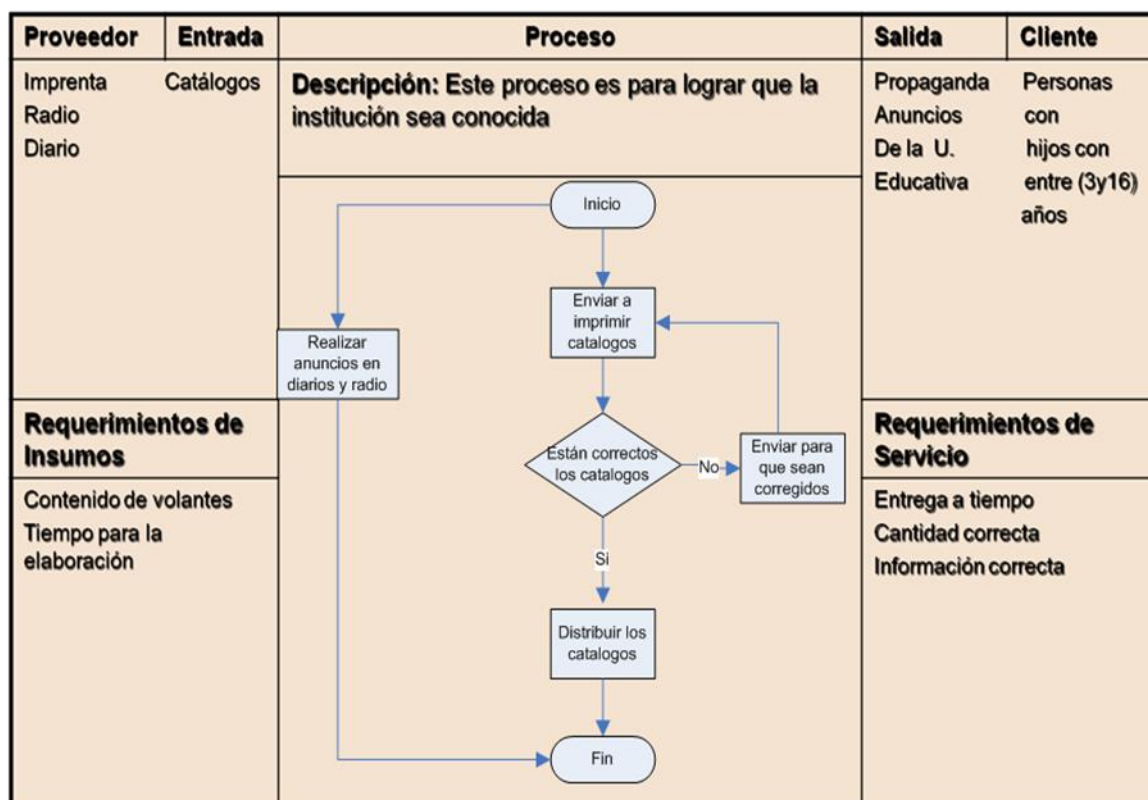 Proveedor
Entrada
Proceso
Salida
Cliente
Imprenta
Radio
Diario
Catálogos
Descripción: Este proceso es para lograr que la
institución sea conocida
Propaganda
Anuncios
De la U.
Educativa
Personas
con
hijos con
entre (3y16)
años
Inicio
Enviar a
imprimir
catalogos
Realizar
anuncios en
diarios y radio
Están correctos
los catalogos
No
Enviar para
que sean
corregidos
Si
Distribuir los
catalogos
Fin
Requerimientos de
Insumos
Contenido de volantes
Tiempo para la
elaboración
Requerimientos de
Servicio
Entrega a tiempo
Cantidad correcta
Información correcta